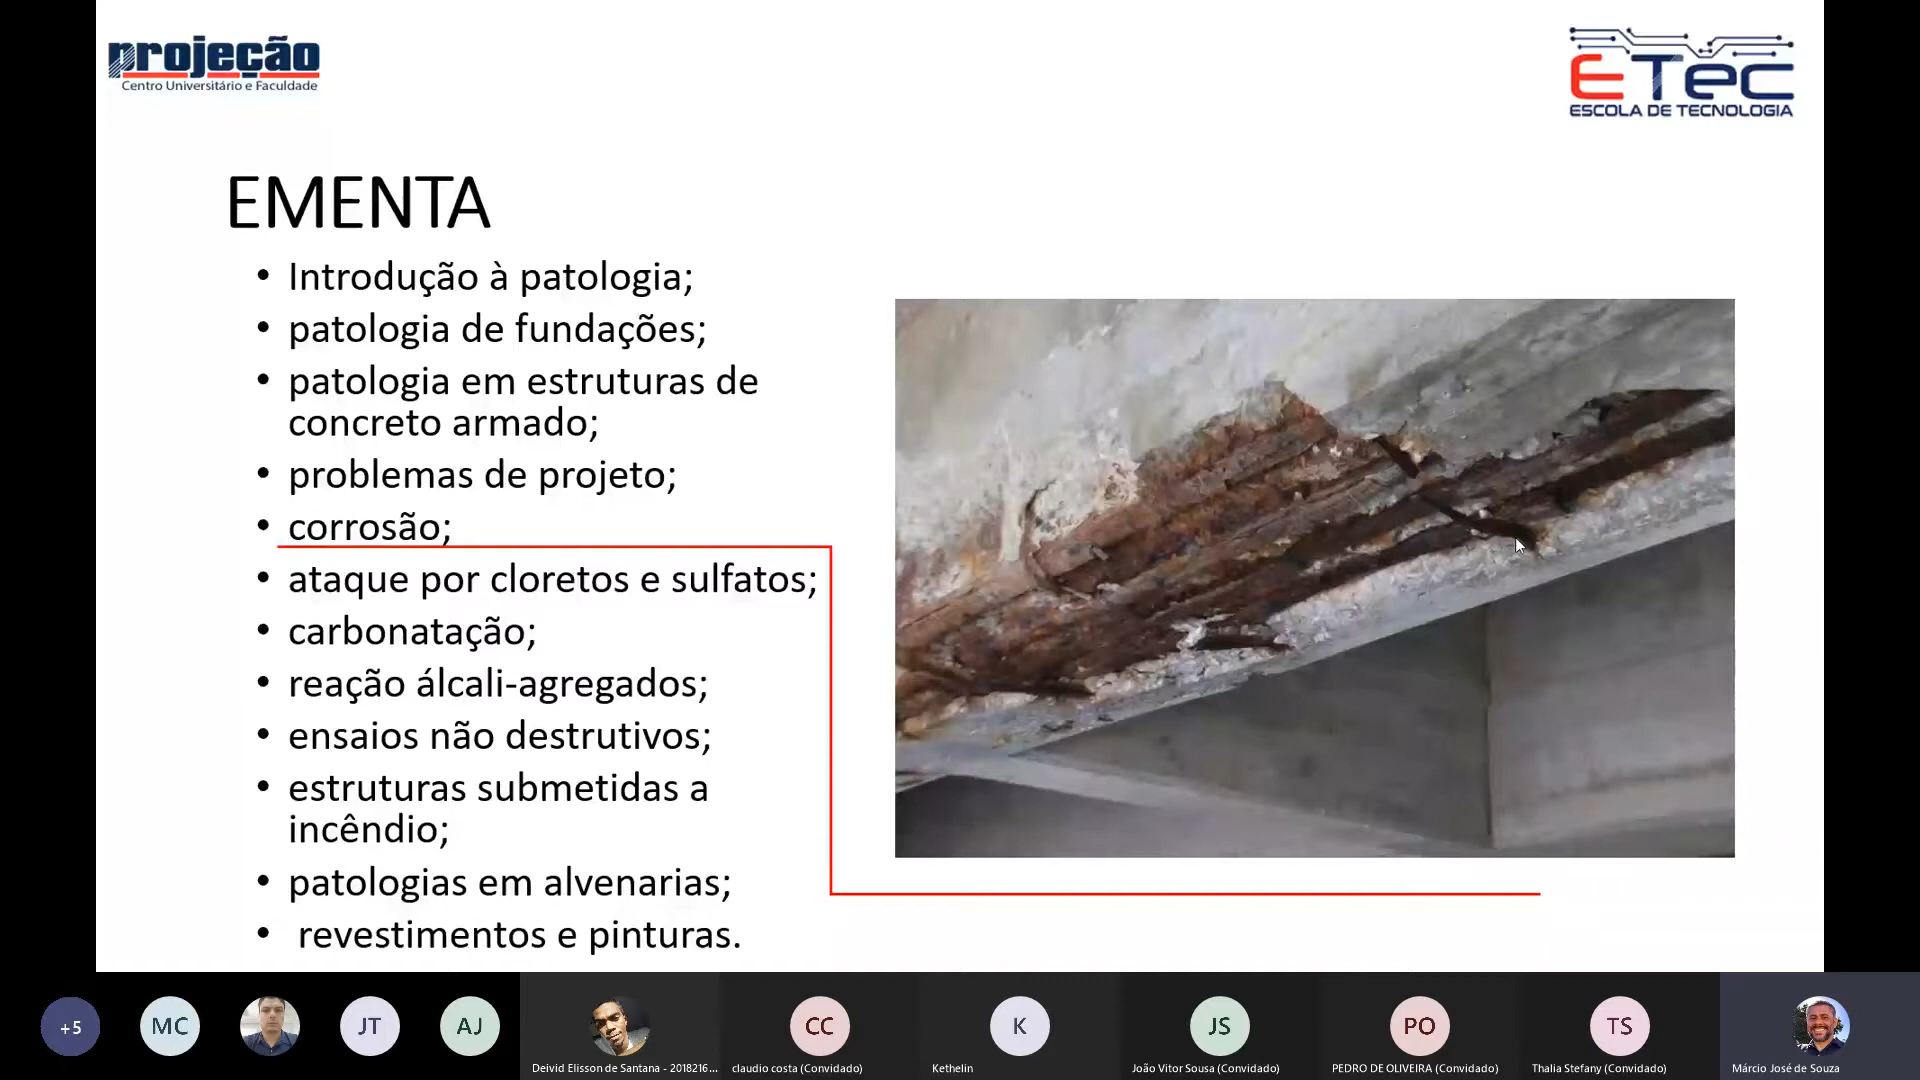 projeção
Centro Universitário e Faculdade
ETec
ESCOLA DE TECNOLOGIA
EMENTA
• Introdução à patologia;
• patologia de fundações;
• patologia em estruturas de
concreto armado;
• problemas de projeto;
• corrosão;
• ataque por cloretos e sulfatos;
• carbonatação;
• reação álcali-agregados;
• ensaios não destrutivos;
• estruturas submetidas a
incêndio;
• patologias em alvenarias;
• revestimentos e pinturas.
+5
MC
JT
AJ
CC
K
JS
PO
TS
Deivid Elisson de Santana - 2018216...
claudio costa (Convidado)
Kethelin
João Vitor Sousa (Convidado)
PEDRO DE OLIVEIRA (Convidado)
Thalia Stefany (Convidado)
Márcio José de Souza